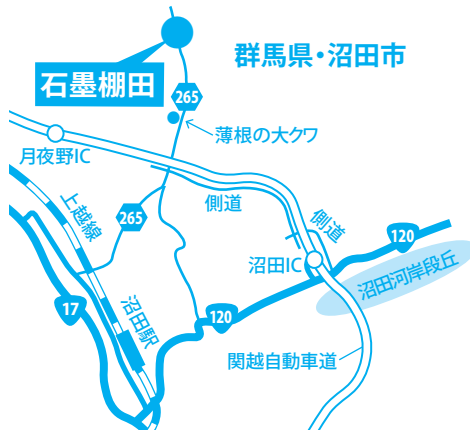 群馬県・沼田市
石墨棚田
265
薄根の大クワ
月夜野IC
側道
上越線
265
側道
120
沼田IC
沼田河岸段丘
17
沼田駅
120
関越自動車道